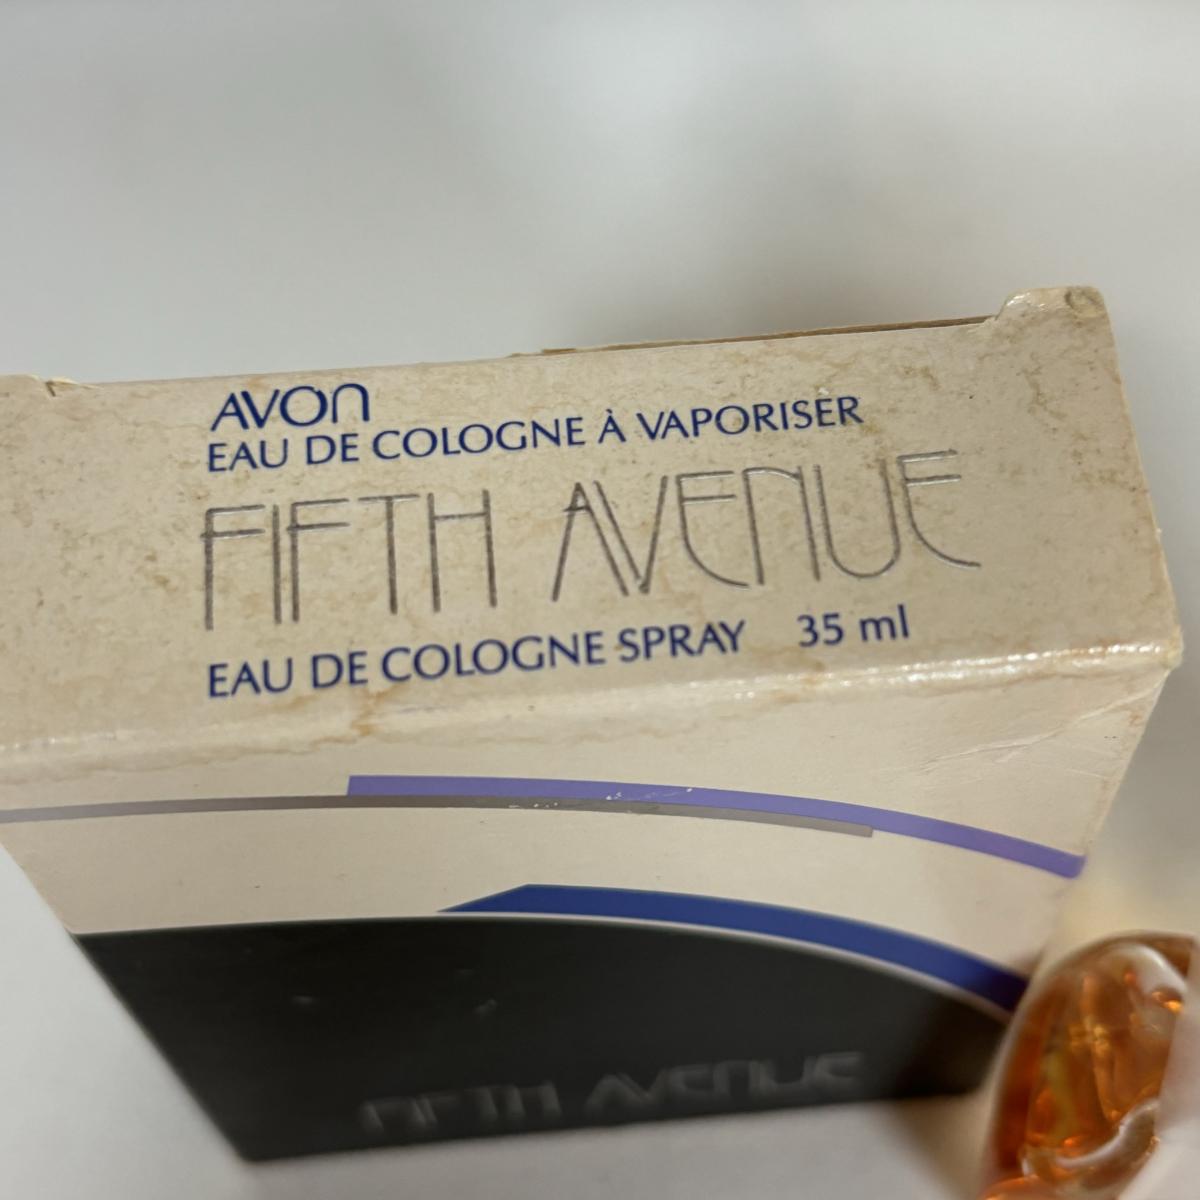 AVON
EAU DE COLOGNE À VAPORISER
FIFTH AVENUE
EAU DE COLOGNE SPRAY 35 ml
FIFTH AVENUE